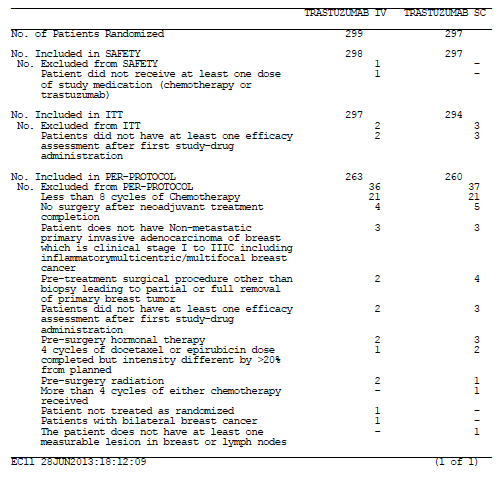 TRASTUZUMAB IV TRASTUZUMAB SC
No. of Patients Randomized 299 297
No. Included in SAFETY 298 297
No. Excluded from SAFETY 1 -
Patient did not receive at least one dose 1 -
of study medication (chemotherapy or
trastuzumab)
No. Included in ITT 297 294
No. Excluded from ITT 2 3
Patients did not have at least one efficacy 2 3
assessment after first study-drug
administration
No. Included in PER-PROTOCOL 263 260
No. Excluded from PER-PROTOCOL 36 37
Less than 8 cycles of Chemotherapy 21 21
No surgery after neoadjuvant treatment 4 5
completion
Patient does not have Non-metastatic 3 3
primary invasive adenocarcinoma of breast
which is clinical stage I to IIIC including
inflammatorymulticentric/multifocal breast
cancer
Pre-treatment surgical procedure other than 2 4
biopsy leading to partial or full removal
of primary breast tumor
Patients did not have at least one efficacy 2 3
assessment after first study-drug
administration
Pre-surgery hormonal therapy 2 3
4 cycles of docetaxel or epirubicin dose 1 2
completed but intensity different by >20%
from planned
Pre-surgery radiation 2 1
More than 4 cycles of either chemotherapy - 1
received
Patient not treated as randomized 1 -
Patients with bilateral breast cancer 1 -
The patient does not have at least one - 1
measurable lesion in breast or lymph nodes
EC11 28JUN2013:18:12:09 (1 of 1)